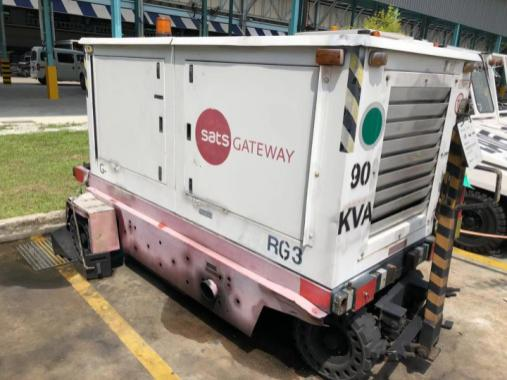 sats GATEWAY
90
KVA
RG3
G-